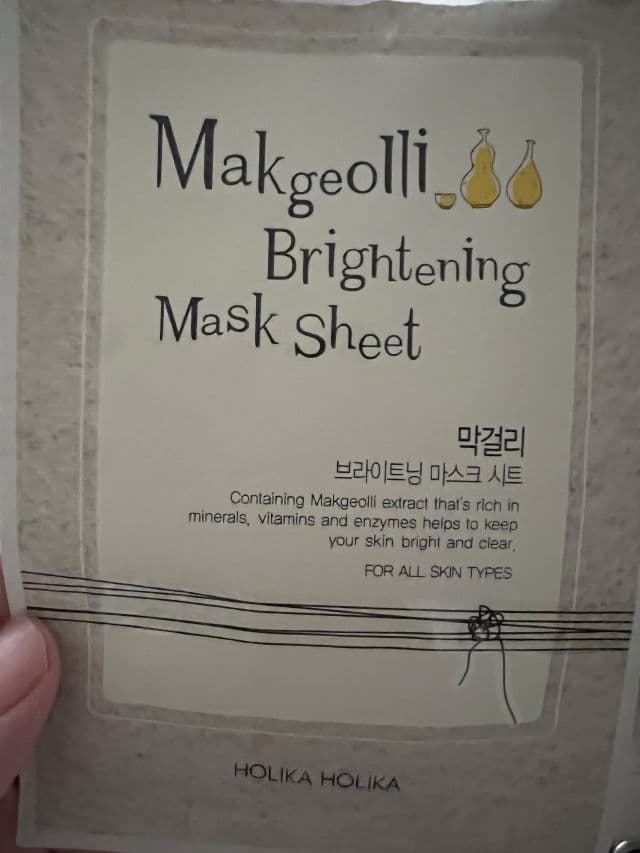 Makgeolli
Brightening
Mask Sheet
막걸리
브라이트닝 마스크 시트
Containing Makgeolli extract that's rich in
minerals, vitamins and enzymes helps to keep
your skin bright and clear.
FOR ALL SKIN TYPES
HOLIKA HOLIKA